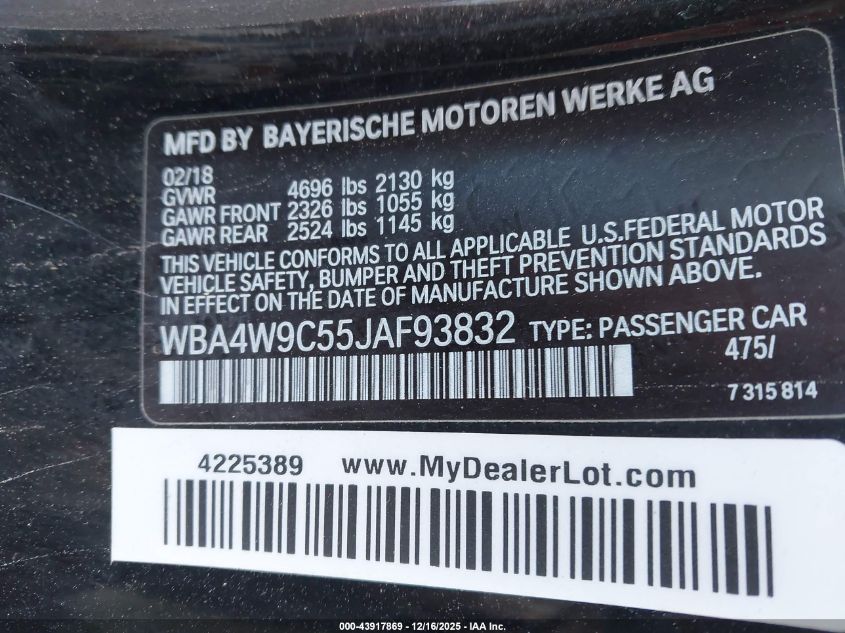 MFD BY BAYERISCHE MOTOREN WERKE AG
02/18
GVWR 4696 lbs 2130 kg
GAWR FRONT 2326 lbs 1055 kg
GAWR REAR 2524 lbs 1145 kg
THIS VEHICLE CONFORMS TO ALL APPLICABLE U.S.FEDERAL MOTOR
VEHICLE SAFETY, BUMPER AND THEFT PREVENTION STANDARDS
IN EFFECT ON THE DATE OF MANUFACTURE SHOWN ABOVE.
WBA4W9C55JAF93832 TYPE: PASSENGER CAR
475/
7 315 814
4225389 www.MyDealerLot.com
000-43917869 - 12/16/2025 - IAA Inc.